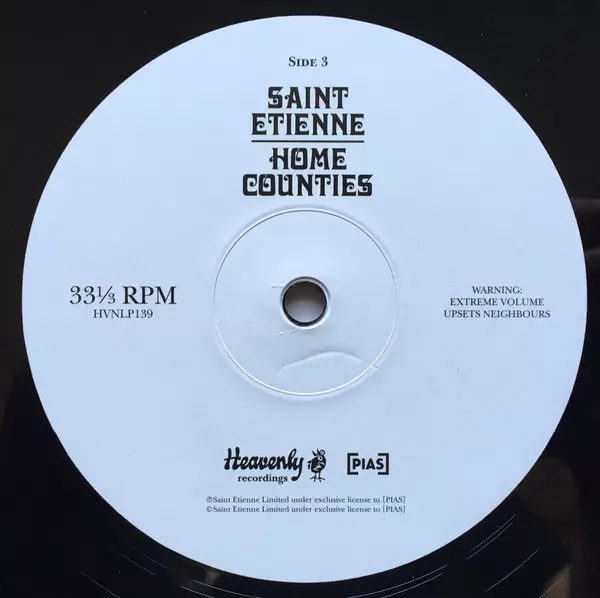 SIDE 3
SAINT
ETIENNE
HOME
COUNTIES
33⅓ RPM
HVNLP139
WARNING:
EXTREME VOLUME
UPSETS NEIGHBOURS
Heavenly
recordings
[PIAS]
℗Saint Etienne Limited under exclusive license to [PIAS]
©Saint Etienne Limited under exclusive license to [PIAS]